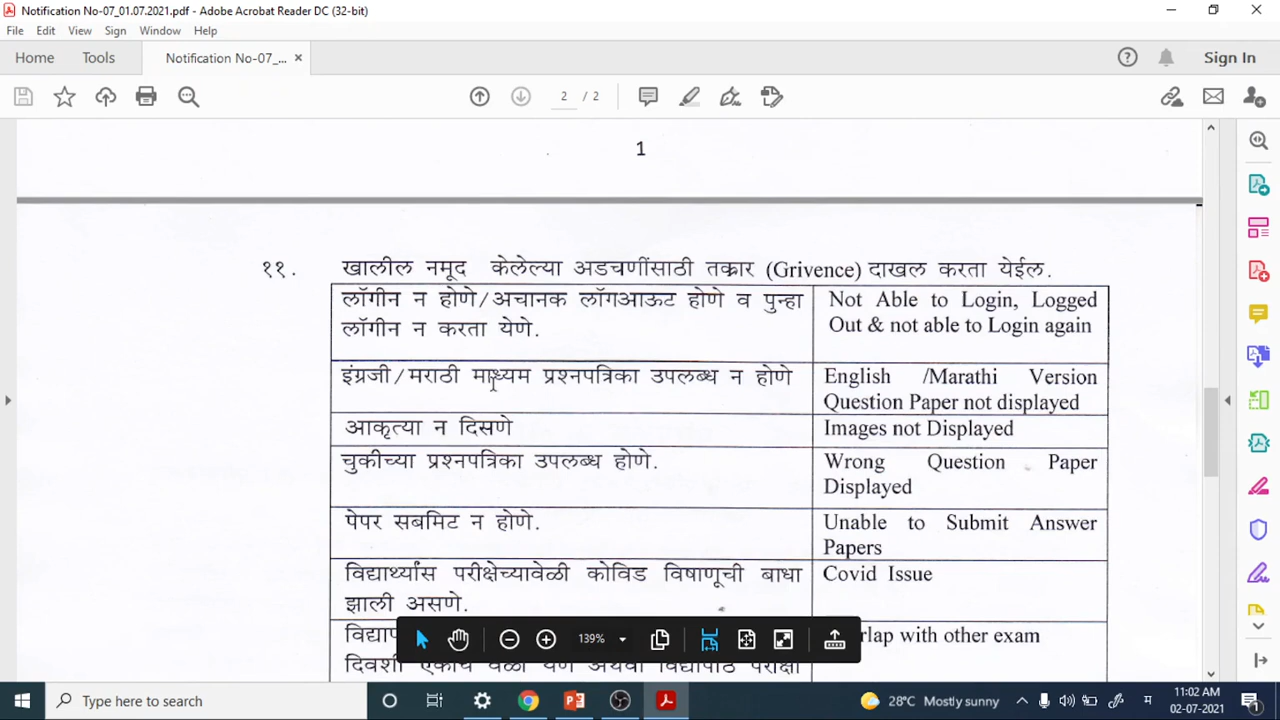 Notification No-07_01.07.2021.pdf - Adobe Acrobat Reader DC (32-bit)
File Edit View Sign Window Help
Home Tools Notification No-07_... × Sign In
2 / 2
1
११. खालील नमूद केलेल्या अडचणींसाठी तक्रार (Grivence) दाखल करता येईल.
लॉगीन न होणे/अचानक लॉगआऊट होणे व पुन्हा
लॉगीन न करता येणे.
Not Able to Login, Logged
Out & not able to Login again
इंग्रजी/मराठी माध्यम प्रश्नपत्रिका उपलब्ध न होणे
English /Marathi Version
Question Paper not displayed
आकृत्या न दिसणे
Images not Displayed
चुकीच्या प्रश्नपत्रिका उपलब्ध होणे.
Wrong Question Paper
Displayed
पेपर सबमिट न होणे.
Unable to Submit Answer
Papers
विद्यार्थ्यांस परीक्षेच्यावेळी कोविड विषाणूची बाधा
झाली असणे.
Covid Issue
rlap with other exam
139%
Type here to search
28°C Mostly sunny
11:02 AM
02-07-2021